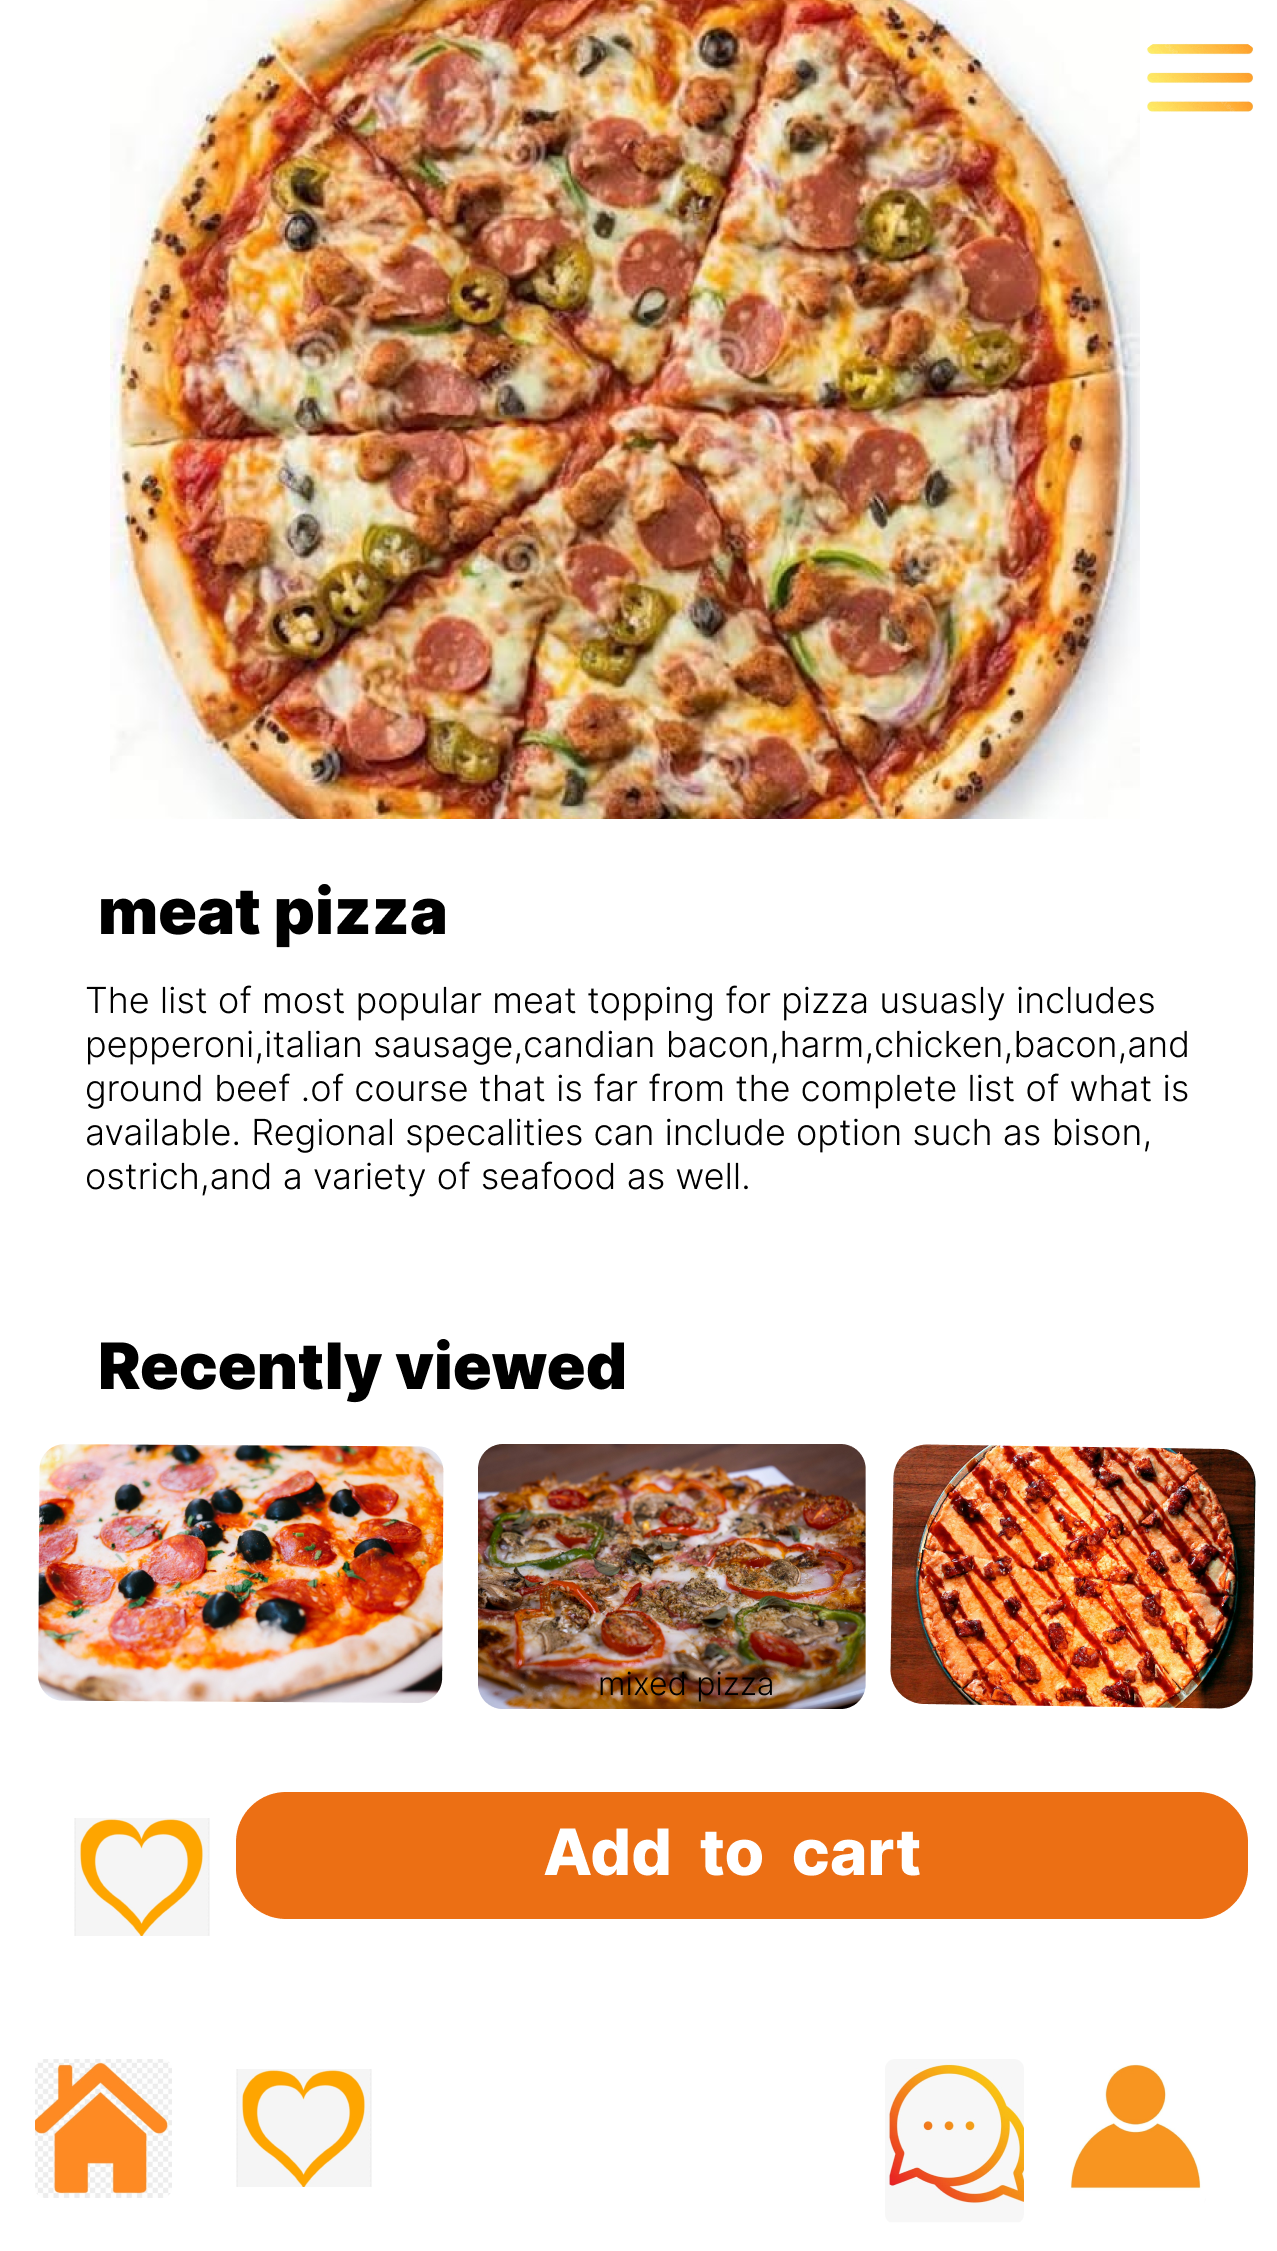 meat pizza
The list of most popular meat topping for pizza usuasly includes
pepperoni,italian sausage,candian bacon,harm,chicken,bacon,and
ground beef .of course that is far from the complete list of what is
available. Regional specalities can include option such as bison,
ostrich,and a variety of seafood as well.
Recently viewed
mixed pizza
Add to cart